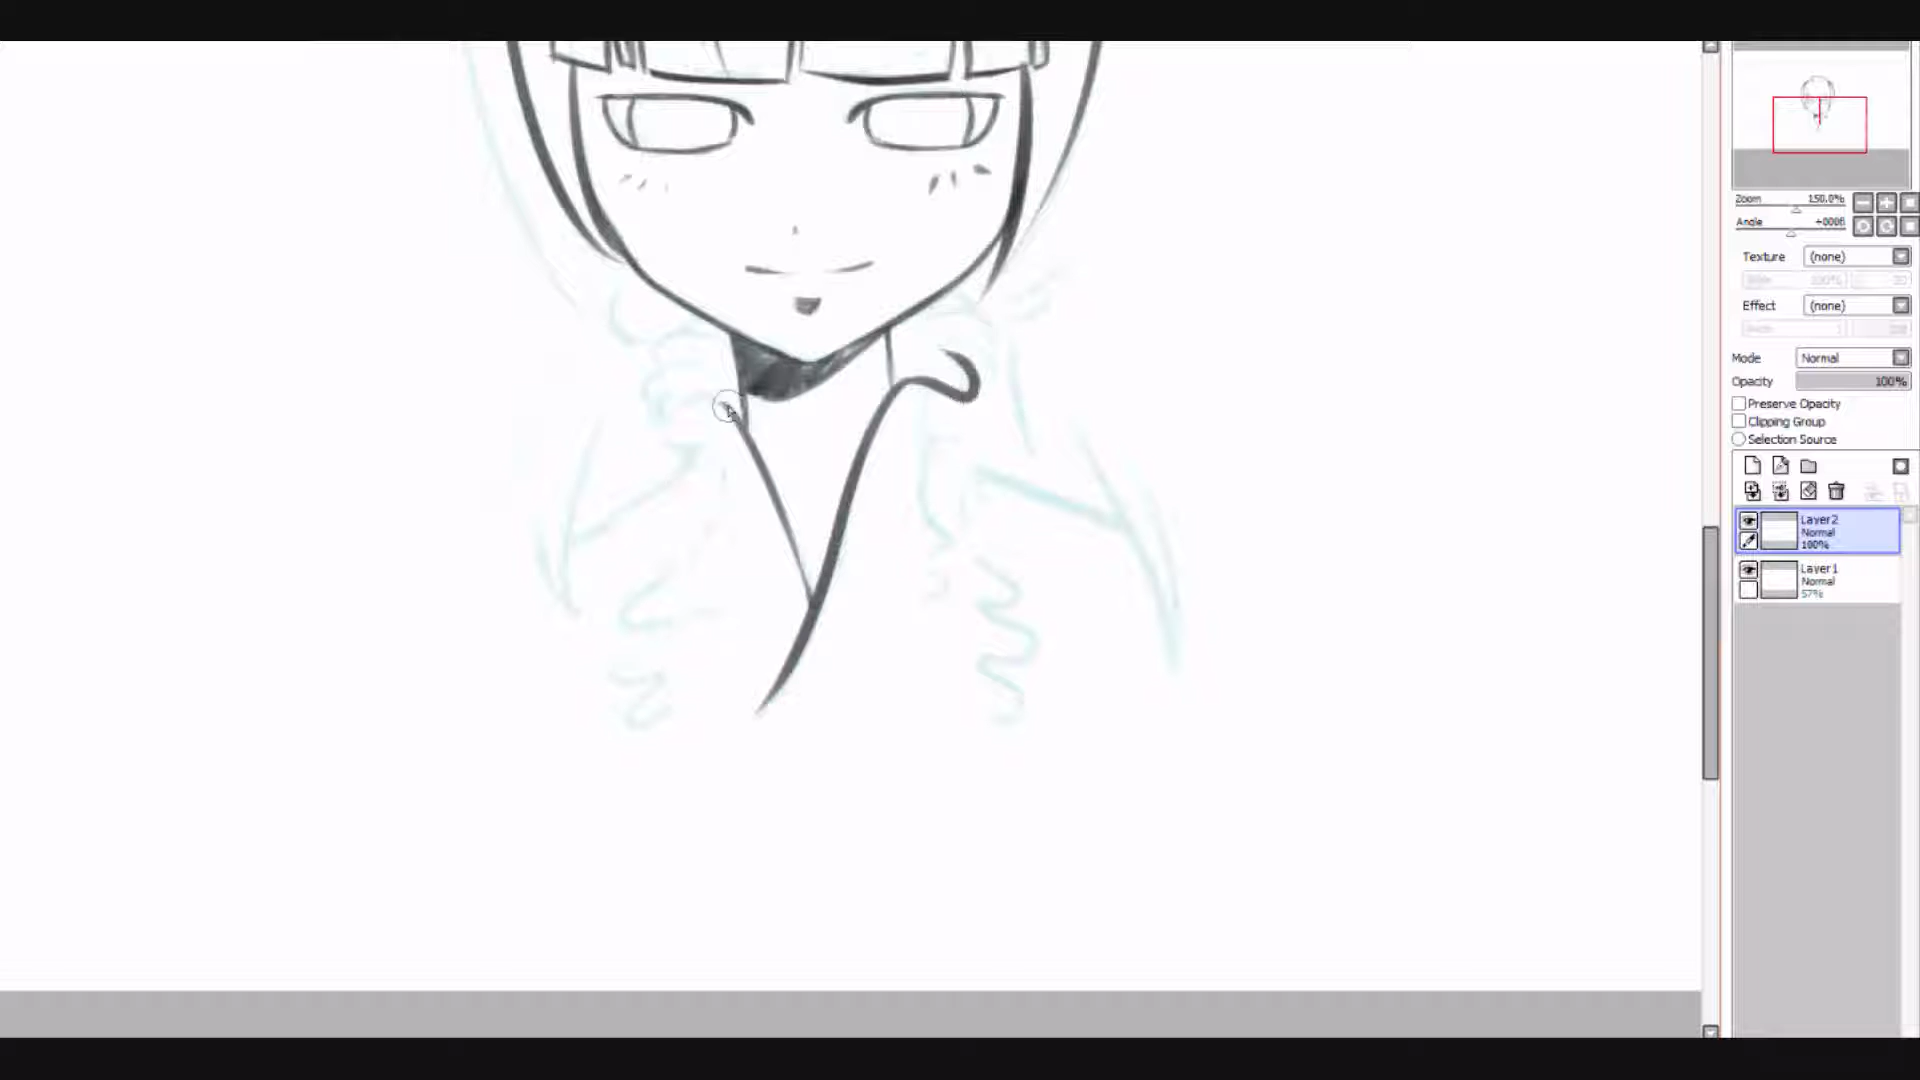 Zoom 150.0%
Angle
Texture (none)
Effect (none)
Mode Normal
Opacity 100%
Preserve Opacity
Clipping Group
Selection Source
Layer2
Normal
100%
Layer1
Normal
57%